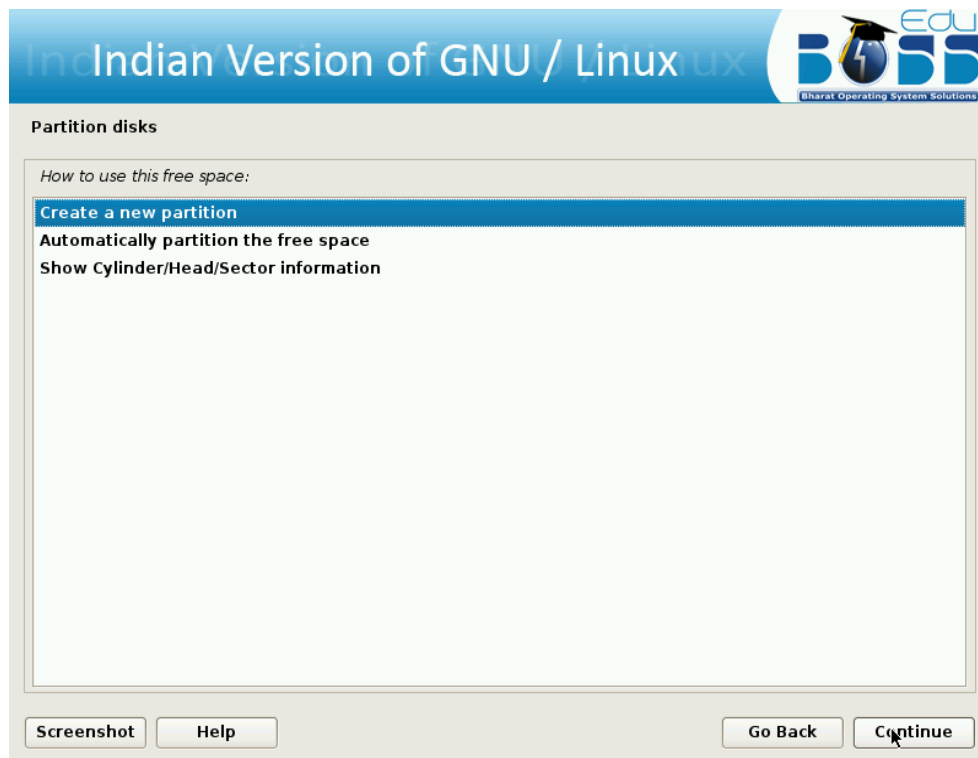 Indian Version of GNU / Linux
Edu
BOSS
Bharat Operating System Solutions
Partition disks
How to use this free space:
Create a new partition
Automatically partition the free space
Show Cylinder/Head/Sector information
Screenshot
Help
Go Back
Continue